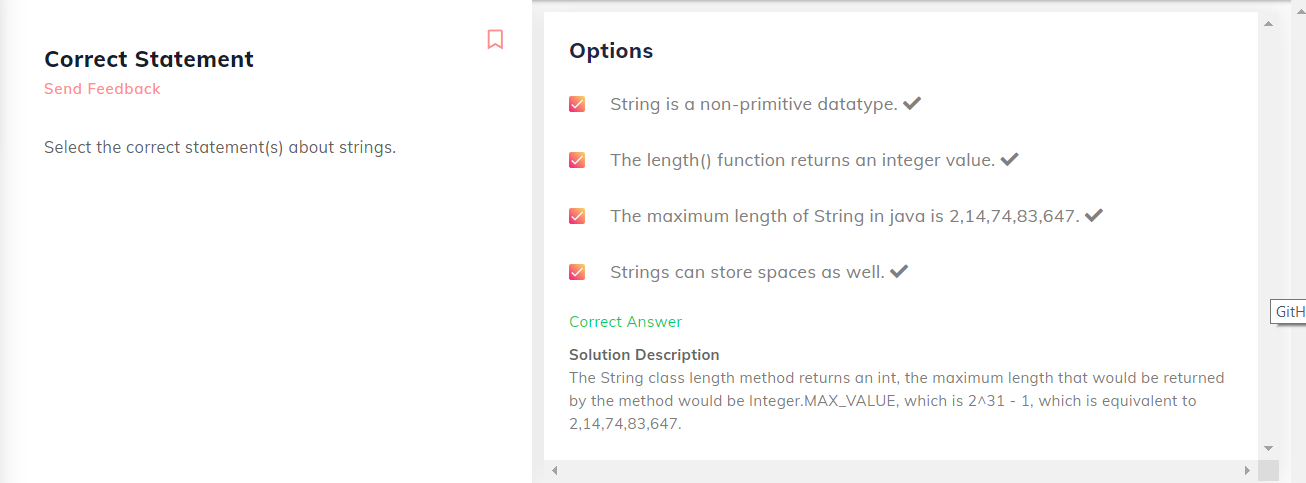 Correct Statement
Send Feedback
Select the correct statement(s) about strings.
Options
String is a non-primitive datatype.
The length() function returns an integer value.
The maximum length of String in java is 2,14,74,83,647.
Strings can store spaces as well.
Correct Answer
Solution Description
The String class length method returns an int, the maximum length that would be returned
by the method would be Integer.MAX_VALUE, which is 2^31 - 1, which is equivalent to
2,14,74,83,647.
GitH